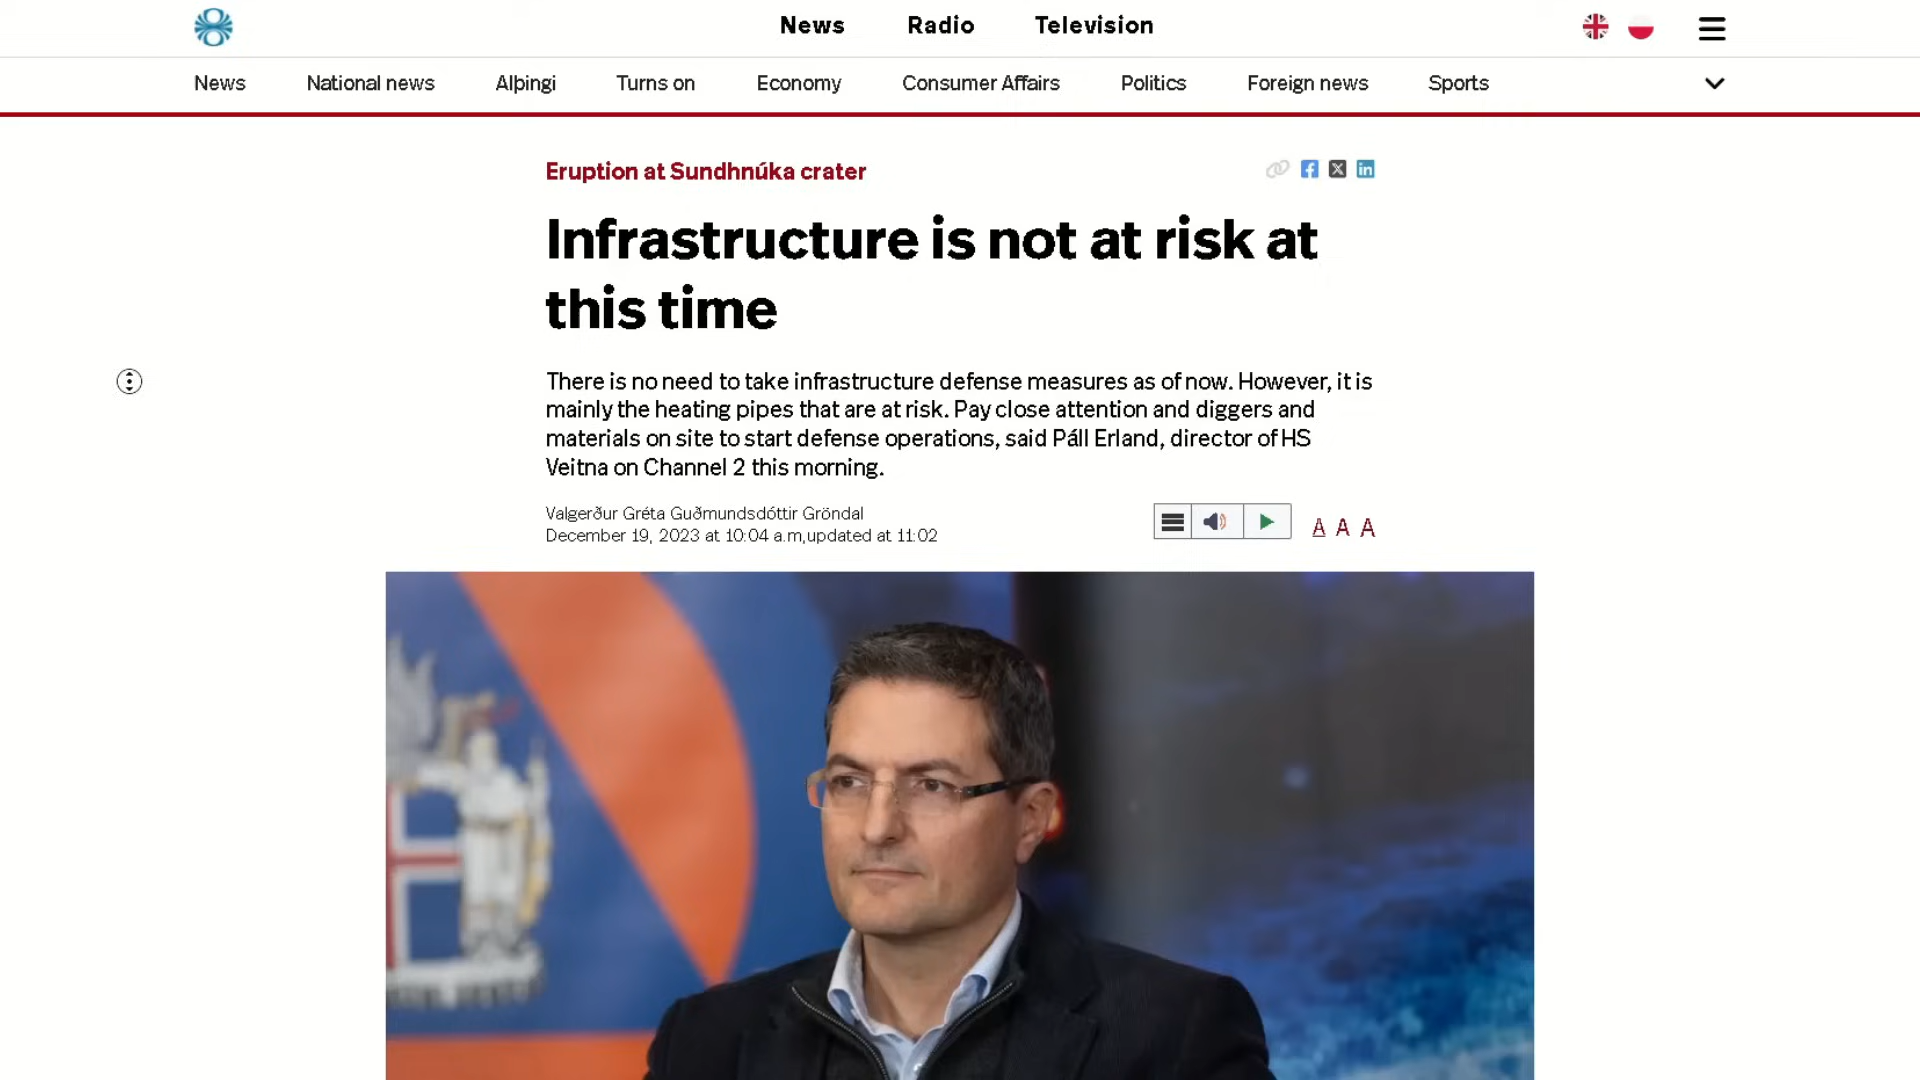 News Radio Television
News National news Alþingi Turns on Economy Consumer Affairs Politics Foreign news Sports
Eruption at Sundhnúka crater
Infrastructure is not at risk at
this time
There is no need to take infrastructure defense measures as of now. However, it is
mainly the heating pipes that are at risk. Pay close attention and diggers and
materials on site to start defense operations, said Páll Erland, director of HS
Veitna on Channel 2 this morning.
Valgerður Gréta Guðmundsdóttir Gröndal
December 19, 2023 at 10:04 a.m,updated at 11:02
A A A